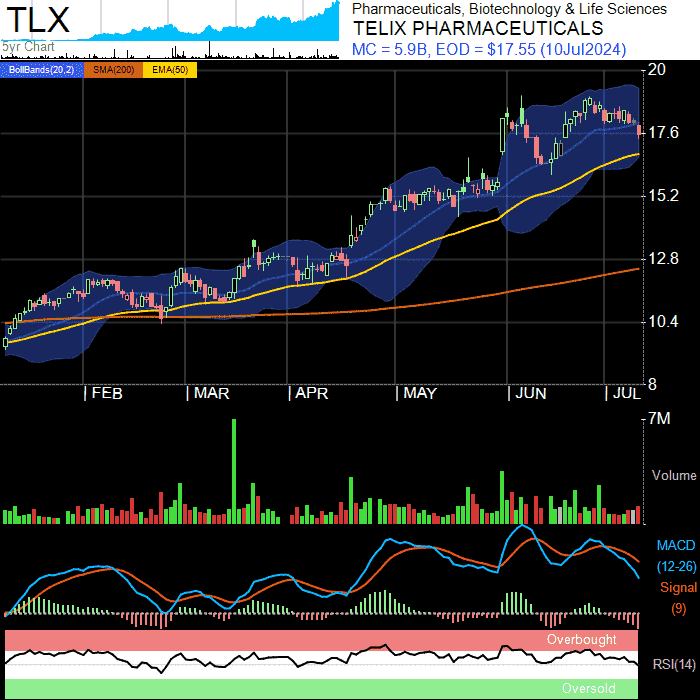 TLX
5yr Chart
Pharmaceuticals, Biotechnology & Life Sciences
TELIX PHARMACEUTICALS
MC = 5.9B, EOD = $17.55 (10Jul2024)
BollBands(20,2) SMA(200) EMA(50)
20
17.6
15.2
12.8
10.4
8
FEB MAR APR MAY JUN JUL
7M
Volume
MACD
(12-26)
Signal
(9)
Overbought
RSI(14)
Oversold